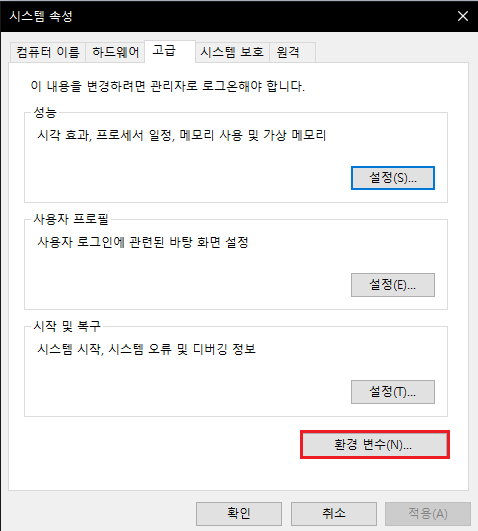 시스템 속성
컴퓨터 이름 하드웨어 고급 시스템 보호 원격
이 내용을 변경하려면 관리자로 로그온해야 합니다.
성능
시각 효과, 프로세서 일정, 메모리 사용 및 가상 메모리
설정(S)...
사용자 프로필
사용자 로그인에 관련된 바탕 화면 설정
설정(E)...
시작 및 복구
시스템 시작, 시스템 오류 및 디버깅 정보
설정(T)...
환경 변수(N)...
확인 취소 적용(A)